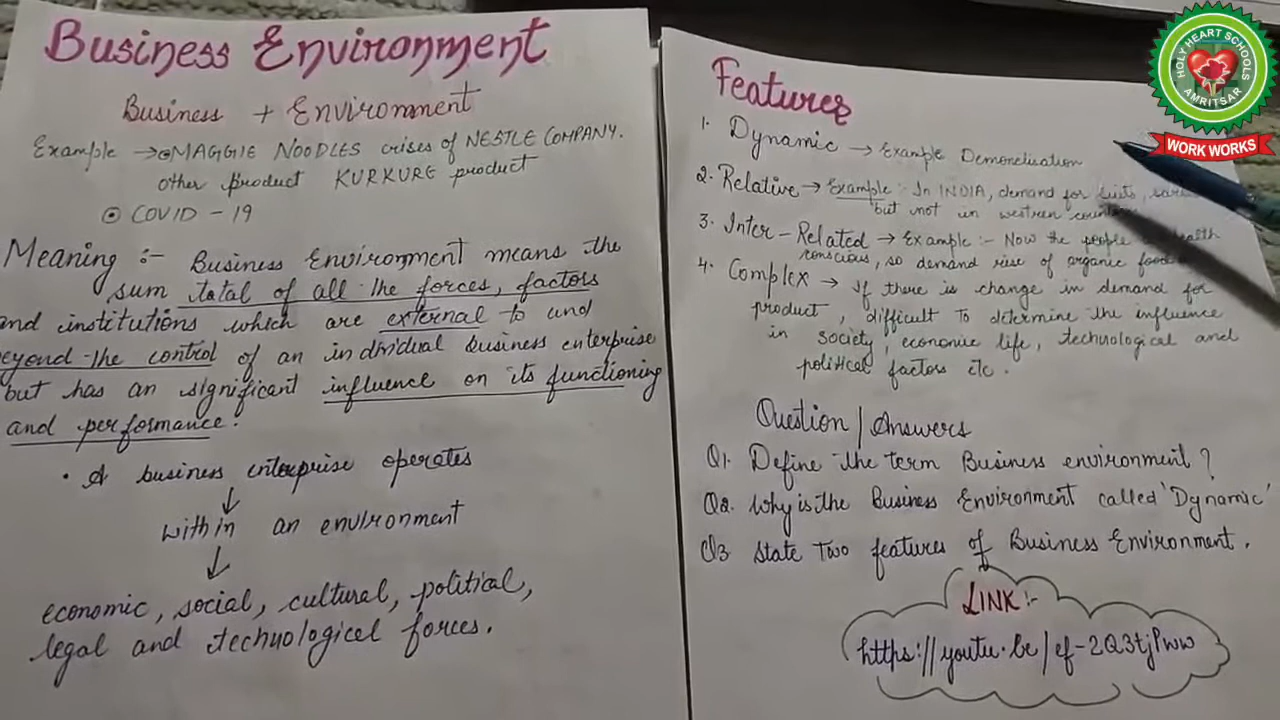 Business Environment
Business + Environment
Example → MAGGIE NOODLES crises of NESTLE COMPANY.
other product KURKURE product
COVID - 19
Meaning :- Business Environment means the
sum total of all the forces, factors
and institutions which are external to and
eyond the control of an individual business enterprise
but has an significant influence on its functioning
and performance.
• A business enterprise operates
↓
within an environment
↓
economic, social, cultural, political,
legal and technological forces.
Features
1. Dynamic → Example Demonetisation
2. Relative → Example :- In INDIA, demand for suits,
but not in westren
3. Inter-Related → Example :- Now the people health
conscious, so demand rise of organic food
4. Complex → If there is change in demand for
product, difficult to determine the influence
in society, economic life, technological and
political factors etc.
Question/Answers
Q1. Define the term Business environment?
Q2. Why is the Business Environment called 'Dynamic'
Q3 State Two features of Business Environment.
LINK :-
https://youtu.be/ef-2Q3tjPww
HOLY HEART SCHOOLS
AMRITSAR
WORK WORKS